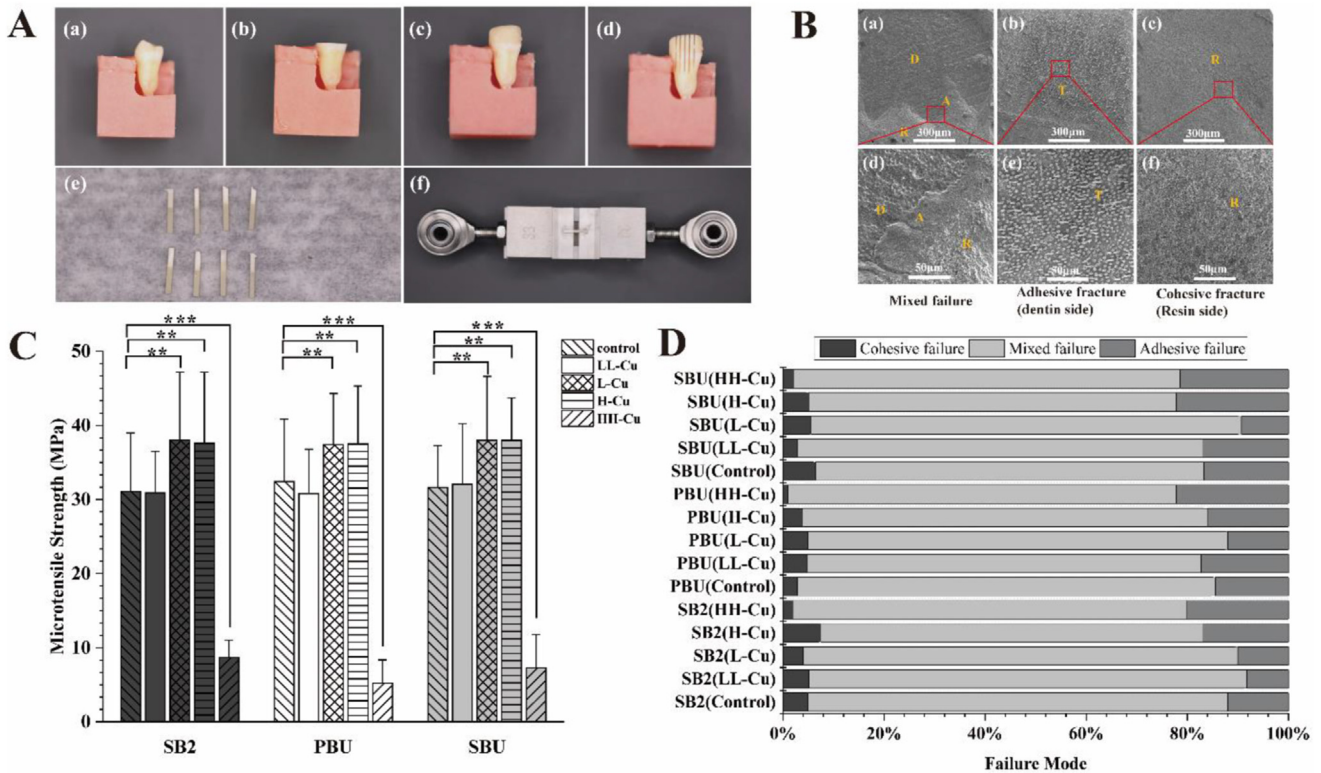 A
(a)
(b)
(c)
(d)
(e)
(f)
B
(a)
D
A
R
300μm
(b)
T
300μm
(c)
R
300μm
(d)
D
A
R
50μm
(e)
T
50μm
(f)
R
50μm
Mixed failure
Adhesive fracture
(dentin side)
Cohesive fracture
(Resin side)
C
Microtensile Strength (MPa)
50
40
30
20
10
0
***
**
**
***
**
**
***
**
**
control
LL-Cu
L-Cu
H-Cu
HH-Cu
SB2
PBU
SBU
D
Cohesive failure
Mixed failure
Adhesive failure
SBU(HH-Cu)
SBU(H-Cu)
SBU(L-Cu)
SBU(LL-Cu)
SBU(Control)
PBU(HH-Cu)
PBU(H-Cu)
PBU(L-Cu)
PBU(LL-Cu)
PBU(Control)
SB2(HH-Cu)
SB2(H-Cu)
SB2(L-Cu)
SB2(LL-Cu)
SB2(Control)
0%
20%
40%
60%
80%
100%
Failure Mode